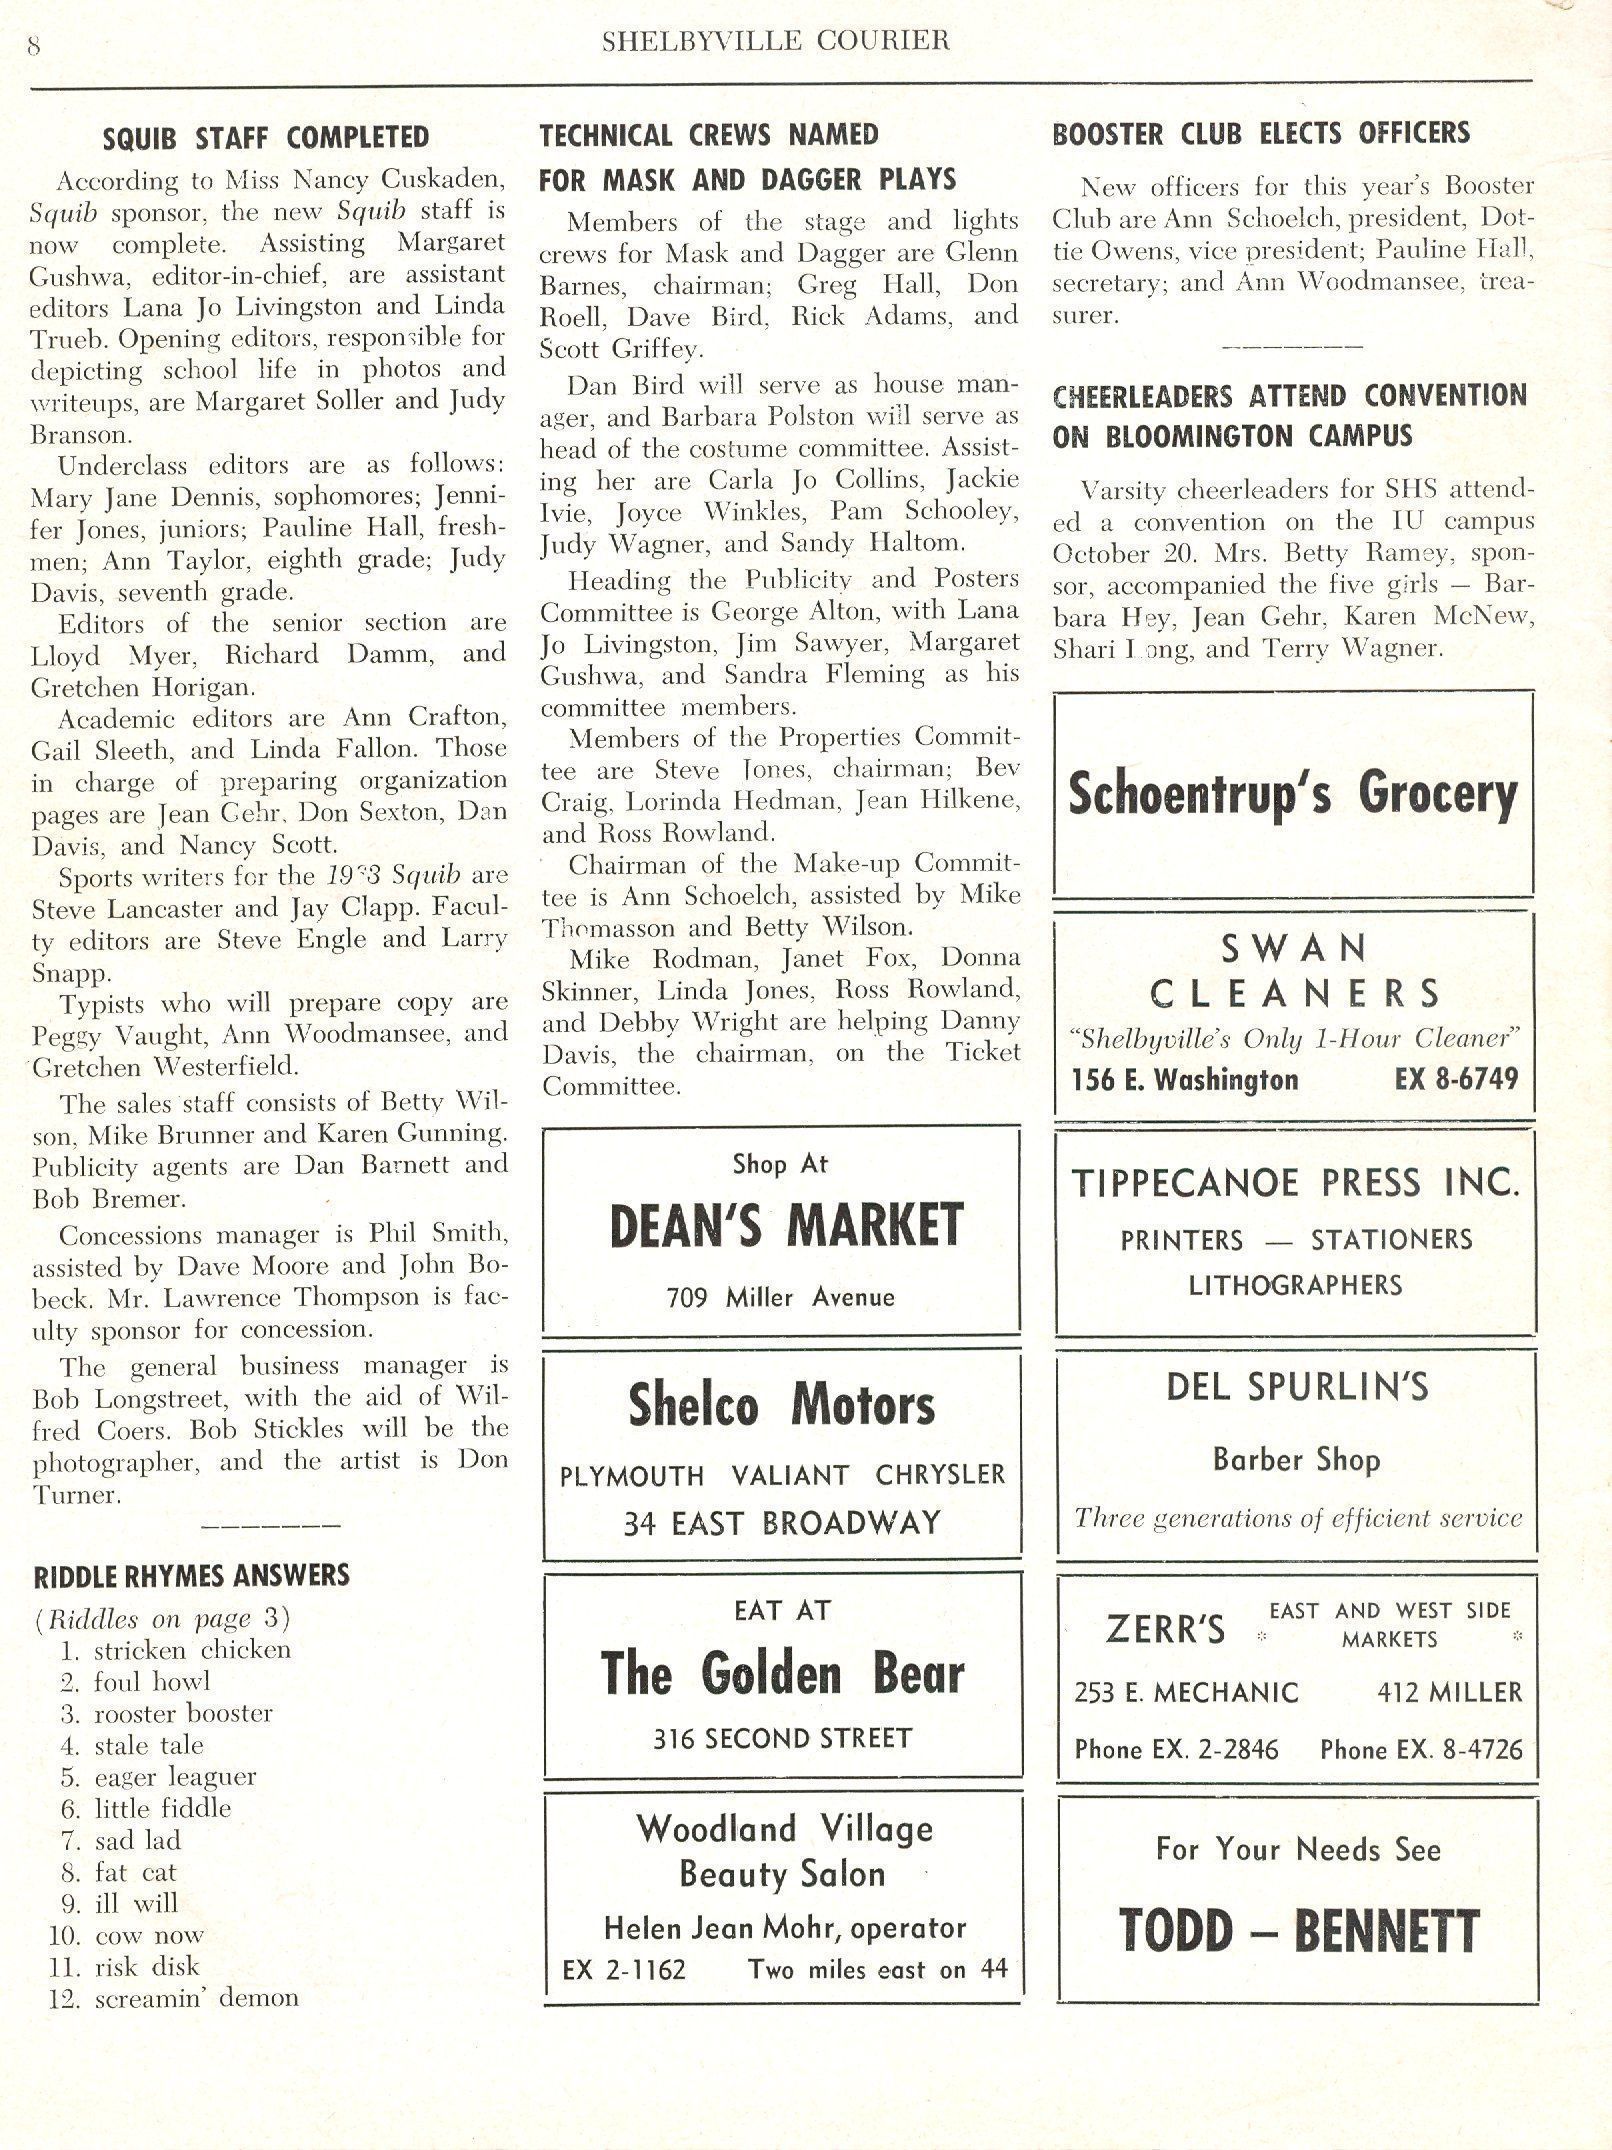 8
SHELBYVILLE COURIER
SQUIB STAFF COMPLETED
According to Miss Nancy Cuskaden,
Squib sponsor, the new Squib staff is
now complete. Assisting Margaret
Gushwa, editor-in-chief, are assistant
editors Lana Jo Livingston and Linda
Trueb. Opening editors, responsible for
depicting school life in photos and
writeups, are Margaret Soller and Judy
Branson.
Underclass editors are as follows:
Mary Jane Dennis, sophomores; Jenni-
fer Jones, juniors; Pauline Hall, fresh-
men; Ann Taylor, eighth grade; Judy
Davis, seventh grade.
Editors of the senior section are
Lloyd Myer, Richard Damm, and
Gretchen Horigan.
Academic editors are Ann Crafton,
Gail Sleeth, and Linda Fallon. Those
in charge of preparing organization
pages are Jean Gehr, Don Sexton, Dan
Davis, and Nancy Scott.
Sports writers for the Squib are
Steve Lancaster and Jay Clapp. Facul-
ty editors are Steve Engle and Larry
Snapp.
Typists who will prepare copy are
Peggy Vaught, Ann Woodmansee, and
Gretchen Westerfield.
The sales staff consists of Betty Wil-
son, Mike Brunner and Karen Gunning.
Publicity agents are Dan Barnett and
Bob Bremer.
Concessions manager is Phil Smith,
assisted by Dave Moore and John Bo-
beck. Mr. Lawrence Thompson is fac-
ulty sponsor for concession.
The general business manager is
Bob Longstreet, with the aid of Wil-
fred Coers. Bob Stickles will be the
photographer, and the artist is Don
Turner.
RIDDLE RHYMES ANSWERS
(Riddles on page 3)
1. stricken chicken
2. foul howl
3. rooster booster
4. stale tale
5. eager leaguer
6. little fiddle
7. sad lad
8. fat cat
9. ill will
10. cow now
11. risk disk
12. screamin' demon
TECHNICAL CREWS NAMED
FOR MASK AND DAGGER PLAYS
Members of the stage and lights
crews for Mask and Dagger are Glenn
Barnes, chairman; Greg Hall, Don
Roell, Dave Bird, Rick Adams, and
Scott Griffey.
Dan Bird will serve as house man-
ager, and Barbara Polston will serve as
head of the costume committee. Assist-
ing her are Carla Jo Collins, Jackie
Ivie, Joyce Winkles, Pam Schooley,
Judy Wagner, and Sandy Haltom.
Heading the Publicity and Posters
Committee is George Alton, with Lana
Jo Livingston, Jim Sawyer, Margaret
Gushwa, and Sandra Fleming as his
committee members.
Members of the Properties Commit-
tee are Steve Jones, chairman; Bev
Craig, Lorinda Hedman, Jean Hilkene,
and Ross Rowland.
Chairman of the Make-up Commit-
tee is Ann Schoelch, assisted by Mike
Thomasson and Betty Wilson.
Mike Rodman, Janet Fox, Donna
Skinner, Linda Jones, Ross Rowland,
and Debby Wright are helping Danny
Davis, the chairman, on the Ticket
Committee.
Shop At
DEAN'S MARKET
709 Miller Avenue
Shelco Motors
PLYMOUTH VALIANT CHRYSLER
34 EAST BROADWAY
EAT AT
The Golden Bear
316 SECOND STREET
Woodland Village
Beauty Salon
Helen Jean Mohr, operator
EX 2-1162 Two miles east on 44
BOOSTER CLUB ELECTS OFFICERS
New officers for this year's Booster
Club are Ann Schoelch, president, Dot-
tie Owens, vice president; Pauline Hall,
secretary; and Ann Woodmansee, trea-
surer.
CHEERLEADERS ATTEND CONVENTION
ON BLOOMINGTON CAMPUS
Varsity cheerleaders for SHS attend-
ed a convention on the IU campus
October 20. Mrs. Betty Ramey, spon-
sor, accompanied the five girls — Bar-
bara Hey, Jean Gehr, Karen McNew,
Shari Long, and Terry Wagner.
Schoentrup's Grocery
SWAN
CLEANERS
"Shelbyville's Only 1-Hour Cleaner"
156 E. Washington EX 8-6749
TIPPECANOE PRESS INC.
PRINTERS — STATIONERS
LITHOGRAPHERS
DEL SPURLIN'S
Barber Shop
Three generations of efficient service
ZERR'S * EAST AND WEST SIDE
MARKETS *
253 E. MECHANIC 412 MILLER
Phone EX. 2-2846 Phone EX. 8-4726
For Your Needs See
TODD — BENNETT